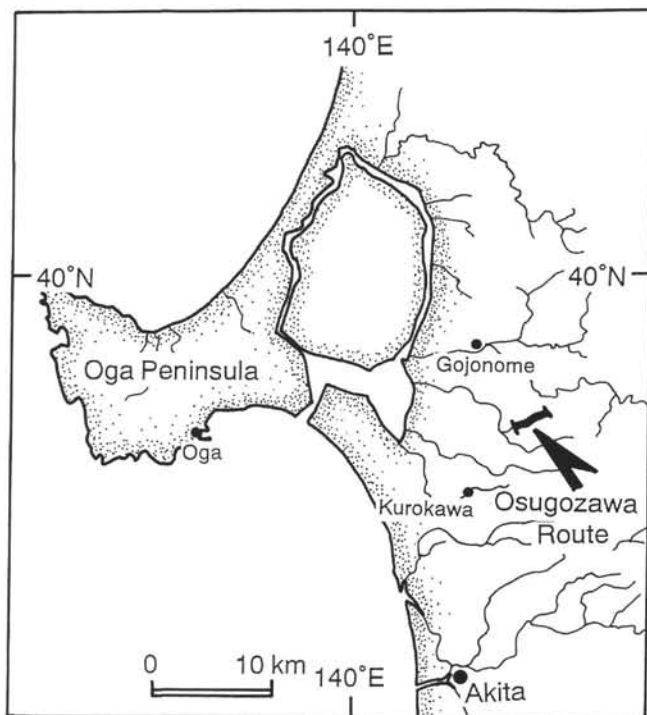 140°E
40°N
40°N
Gojonome
Oga Peninsula
Oga
Kurokawa
Osugozawa
Route
0 10 km
140°E
Akita